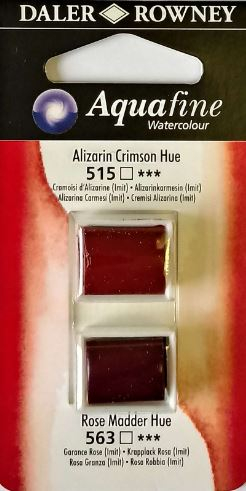 DALER ROWNEY
Aquafine
Watercolour
Alizarin Crimson Hue
515 ***
Cramoisi d'Alizarine (Imit) • Alizarinkarmesin (Imit)
Alizarina Carmesi (Imit) • Cremisi Alizarina (Imit)
Rose Madder Hue
563 ***
Garance Rose (Imit) • Krapplack Rosa (Imit)
Rosa Granza (Imit) • Rosa Robbia (Imit)